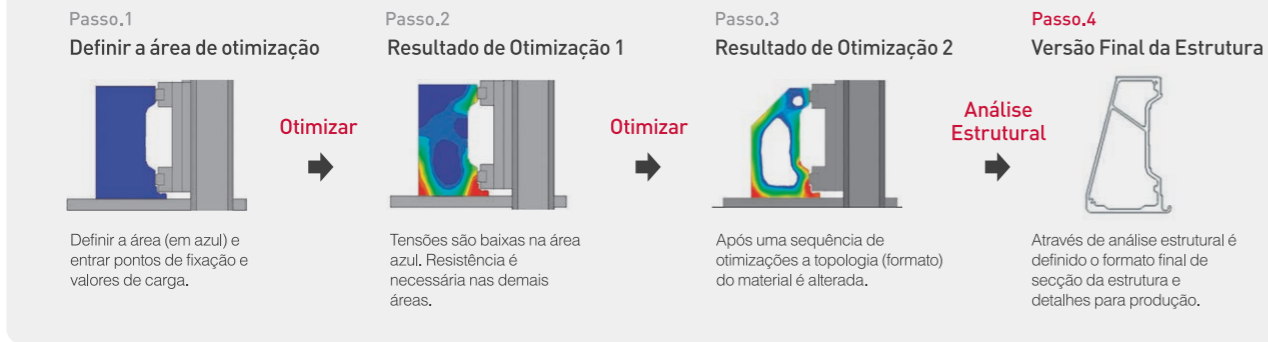 Passo.1
Definir a área de otimização
Definir a área (em azul) e
entrar pontos de fixação e
valores de carga.
Otimizar
Passo.2
Resultado de Otimização 1
Tensões são baixas na área
azul. Resistência é
necessária nas demais
áreas.
Otimizar
Passo.3
Resultado de Otimização 2
Após uma sequência de
otimizações a topologia (formato)
do material é alterada.
Análise
Estrutural
Passo.4
Versão Final da Estrutura
Através de análise estrutural é
definido o formato final de
secção da estrutura e
detalhes para produção.